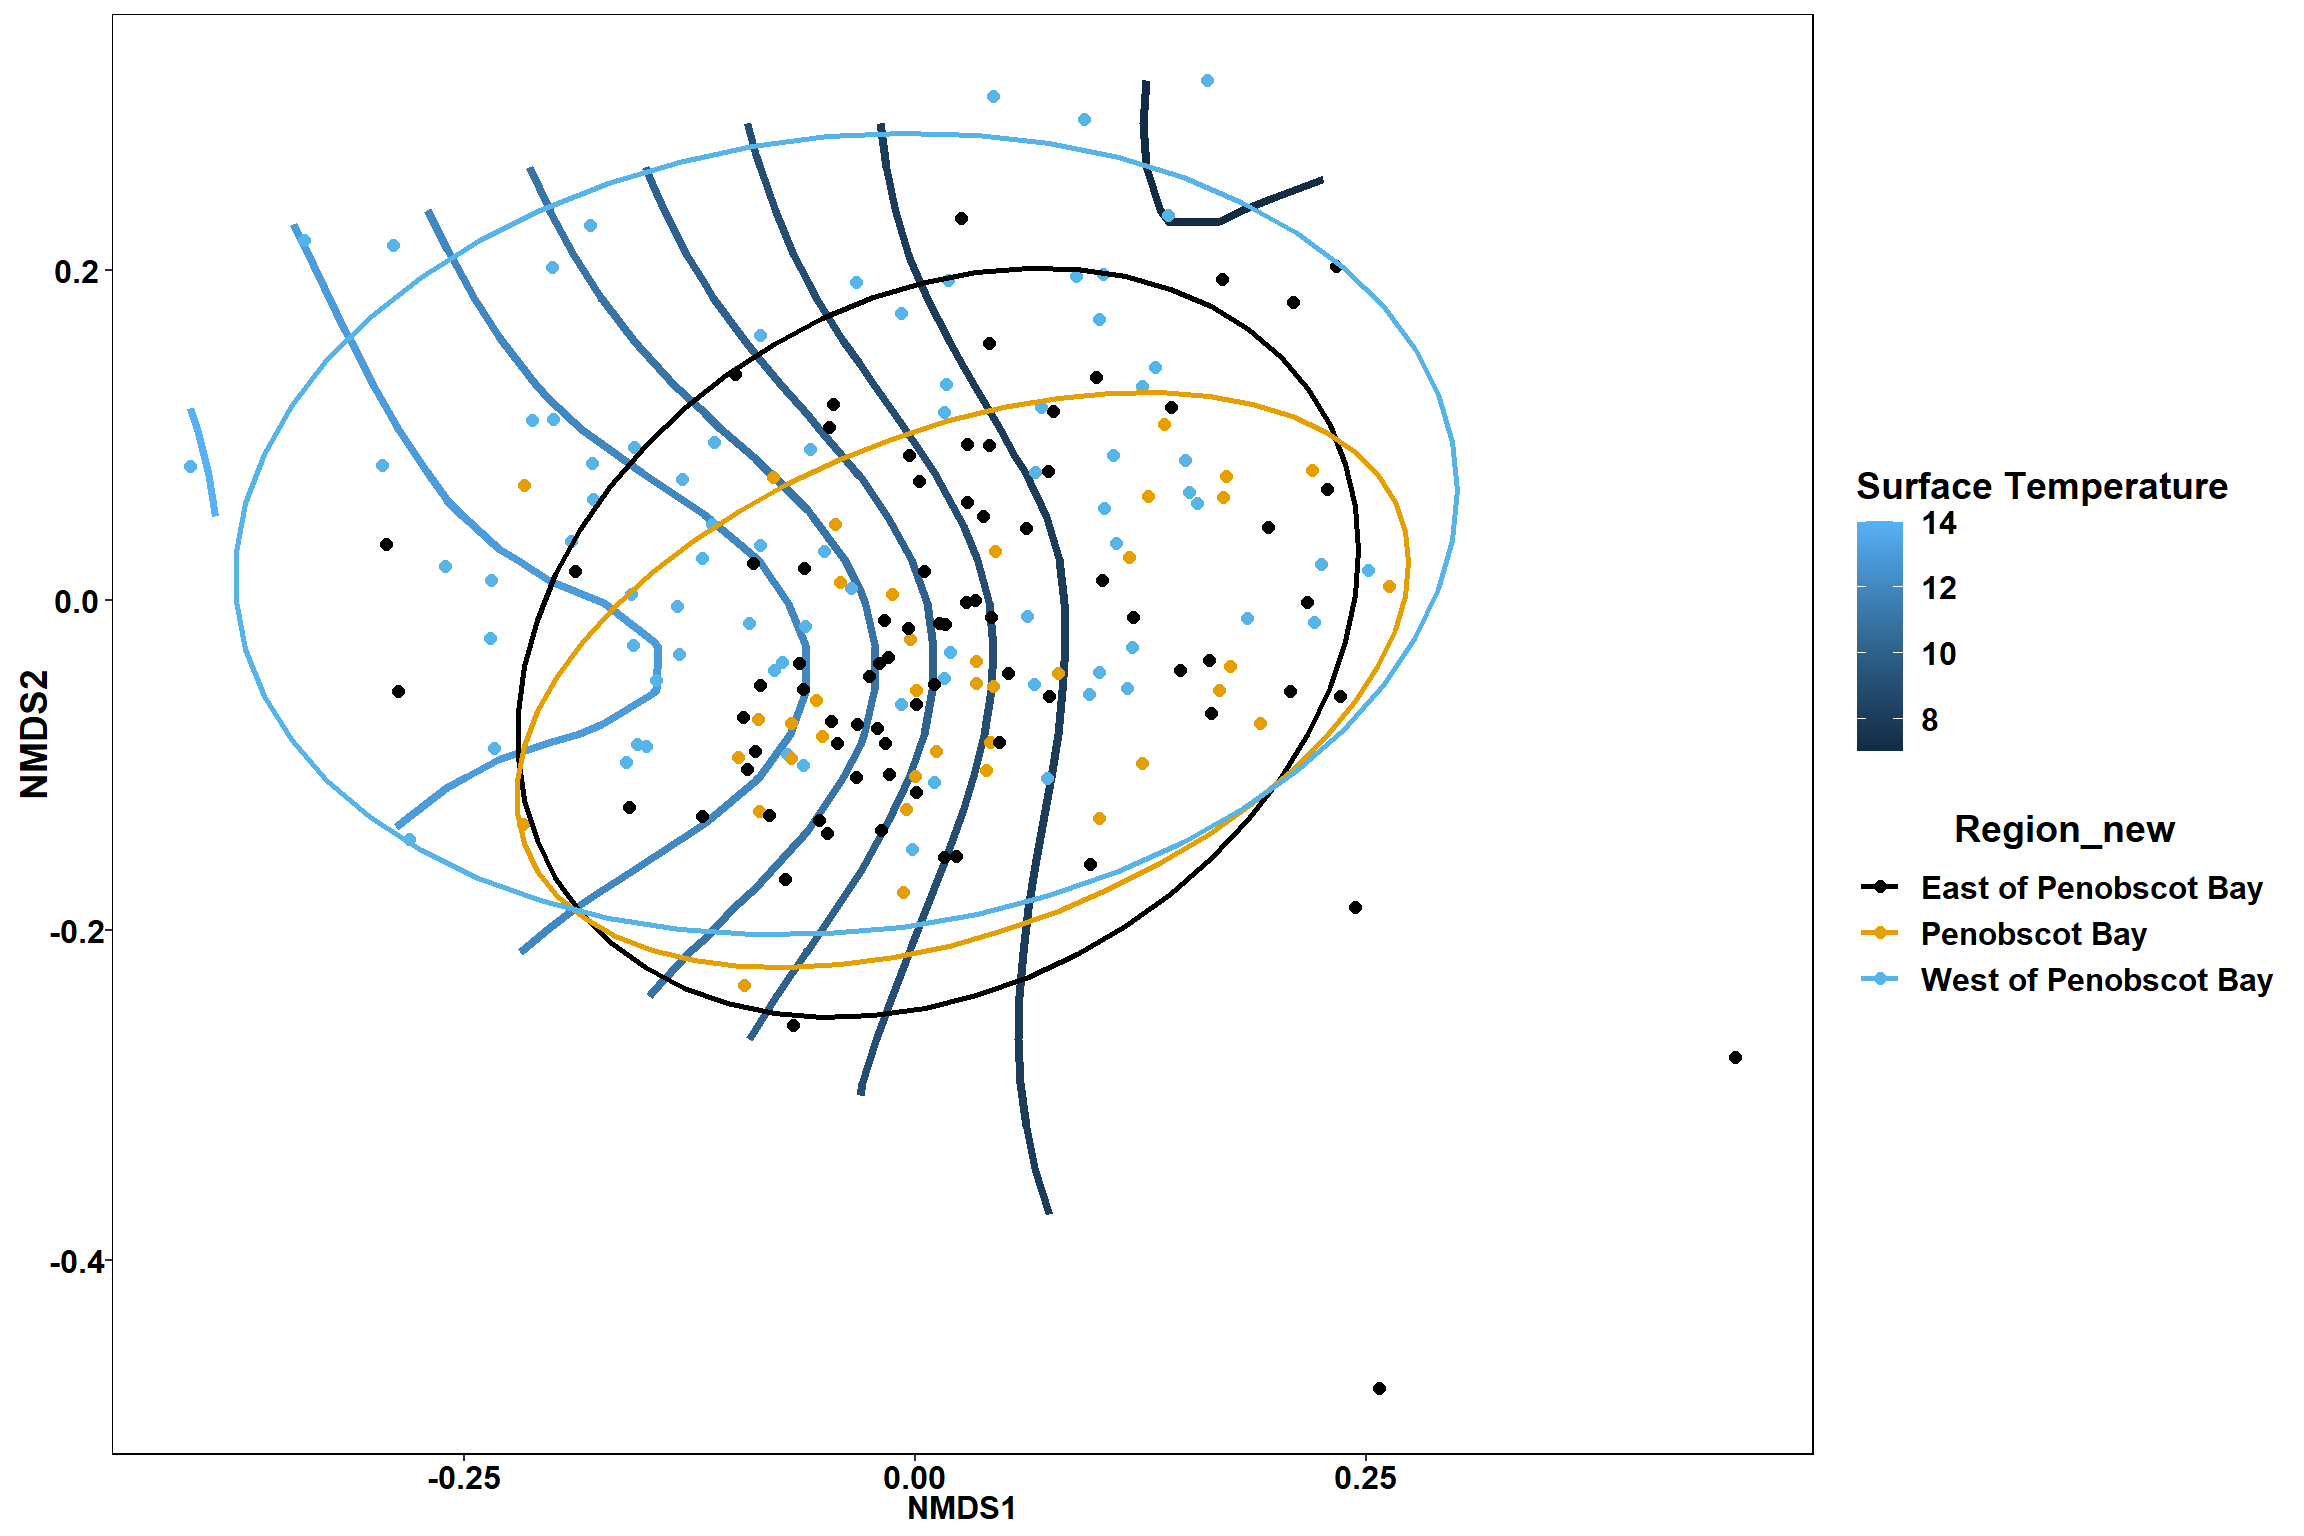 NMDS2
0.2
0.0
-0.2
-0.4
-0.25
0.00
0.25
NMDS1
Surface Temperature
14
12
10
8
Region_new
East of Penobscot Bay
Penobscot Bay
West of Penobscot Bay